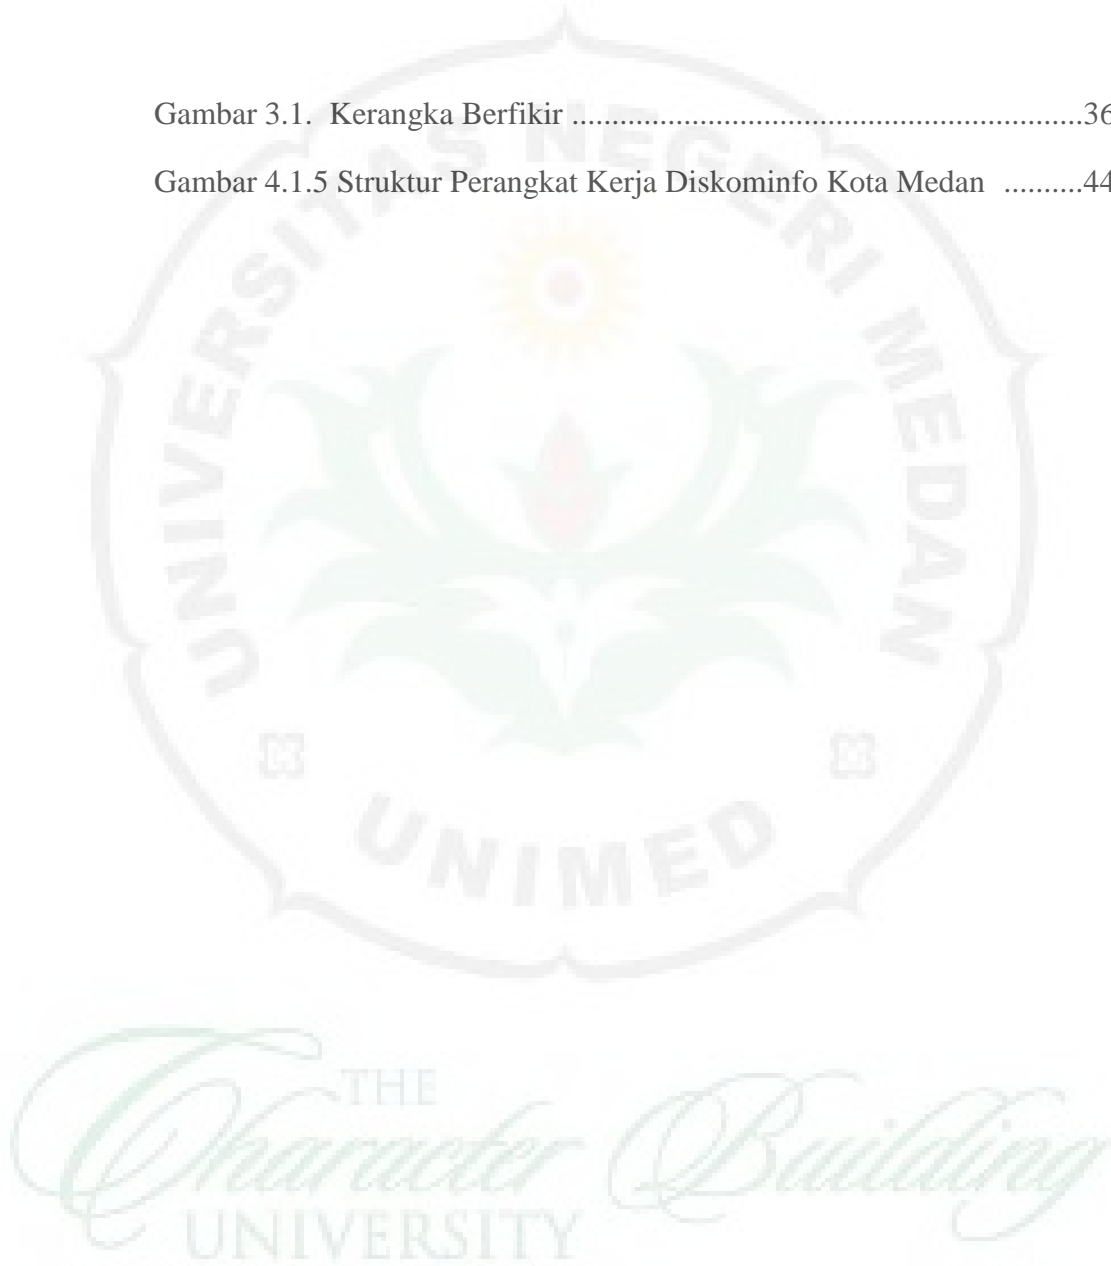 Gambar 3.1.  Kerangka Berfikir ................................................................36
Gambar 4.1.5 Struktur Perangkat Kerja Diskominfo Kota Medan  ..........44
UNIVERSITAS NEGERI MEDAN
UNIMED
THE
Character Building
UNIVERSITY